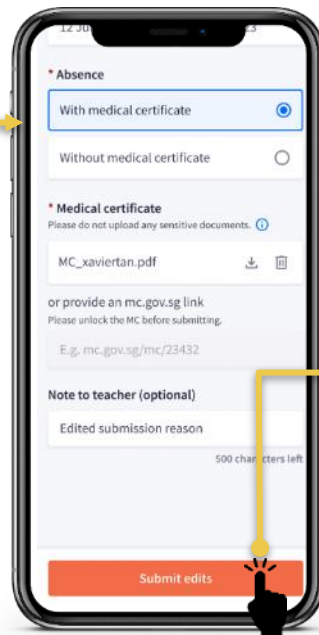 * Absence
With medical certificate
Without medical certificate
* Medical certificate
Please do not upload any sensitive documents.
MC_xaviertan.pdf
or provide an mc.gov.sg link
Please unlock the MC before submitting.
E.g. mc.gov.sg/mc/23432
Note to teacher (optional)
Edited submission reason
500 characters left
Submit edits